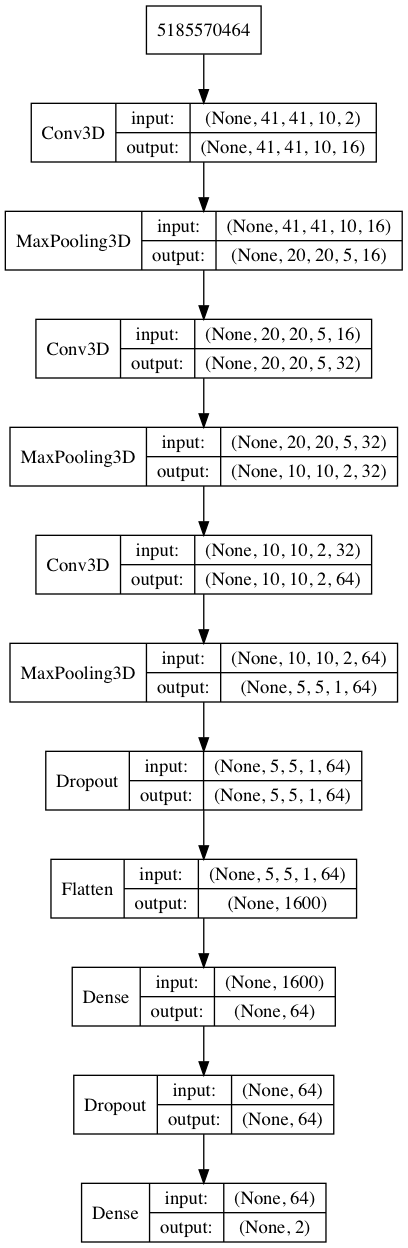 5185570464
Conv3D
input: (None, 41, 41, 10, 2)
output: (None, 41, 41, 10, 16)
MaxPooling3D
input: (None, 41, 41, 10, 16)
output: (None, 20, 20, 5, 16)
Conv3D
input: (None, 20, 20, 5, 16)
output: (None, 20, 20, 5, 32)
MaxPooling3D
input: (None, 20, 20, 5, 32)
output: (None, 10, 10, 2, 32)
Conv3D
input: (None, 10, 10, 2, 32)
output: (None, 10, 10, 2, 64)
MaxPooling3D
input: (None, 10, 10, 2, 64)
output: (None, 5, 5, 1, 64)
Dropout
input: (None, 5, 5, 1, 64)
output: (None, 5, 5, 1, 64)
Flatten
input: (None, 5, 5, 1, 64)
output: (None, 1600)
Dense
input: (None, 1600)
output: (None, 64)
Dropout
input: (None, 64)
output: (None, 64)
Dense
input: (None, 64)
output: (None, 2)